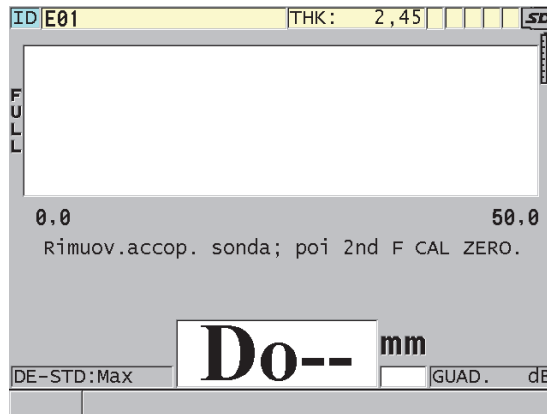 ID E01 THK: 2,45 SD
FULL
0.0 50.0
Rimuov.accop. sonda; poi 2nd F CAL ZERO.
Do-- mm
DE-STD:Max GUAD. dB